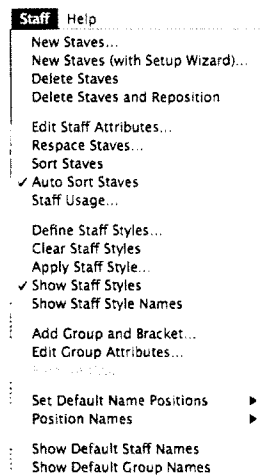 Staff Help
New Staves...
New Staves (with Setup Wizard)...
Delete Staves
Delete Staves and Reposition
Edit Staff Attributes...
Respace Staves...
Sort Staves
✓ Auto Sort Staves
Staff Usage...
Define Staff Styles...
Clear Staff Styles
Apply Staff Style...
✓ Show Staff Styles
Show Staff Style Names
Add Group and Bracket...
Edit Group Attributes...
Set Default Name Positions ▶
Position Names ▶
Show Default Staff Names
Show Default Group Names